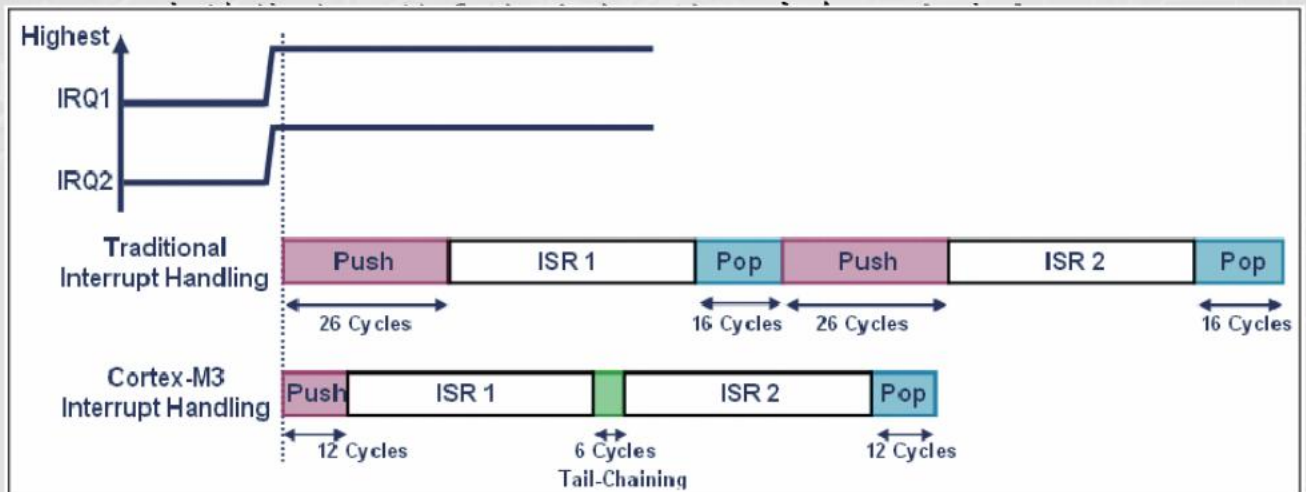 Highest
IRQ1
IRQ2
Traditional
Interrupt Handling
Push ISR 1 Pop Push ISR 2 Pop
26 Cycles 16 Cycles 26 Cycles 16 Cycles
Cortex-M3
Interrupt Handling
Push ISR 1 ISR 2 Pop
12 Cycles 6 Cycles 12 Cycles
Tail-Chaining